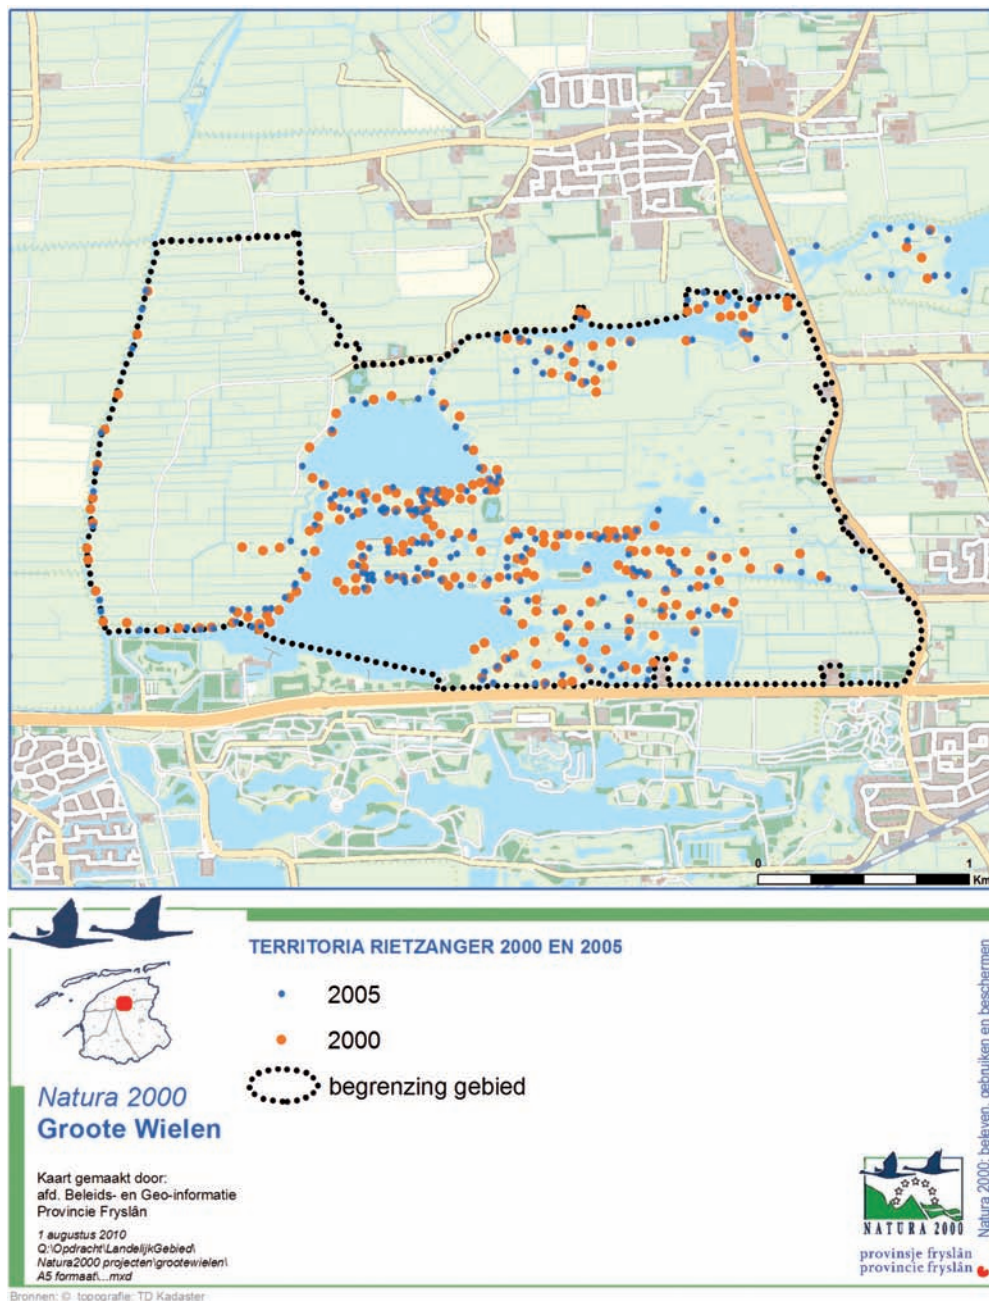 0 1
Km
TERRITORIA RIETZANGER 2000 EN 2005
2005
2000
begrenzing gebied
Natura 2000
Groote Wielen
Kaart gemaakt door:
afd. Beleids- en Geo-informatie
Provincie Fryslân
1 augustus 2010
Q:\Opdracht\LandelijkGebied\
Natura2000 projecten\grootewielen\
A5 formaat\...mxd
Natura 2000: beleven, gebruiken en beschermen
NATURA 2000
provinsje fryslân
provincie fryslân
Bronnen: © topografie: TD Kadaster